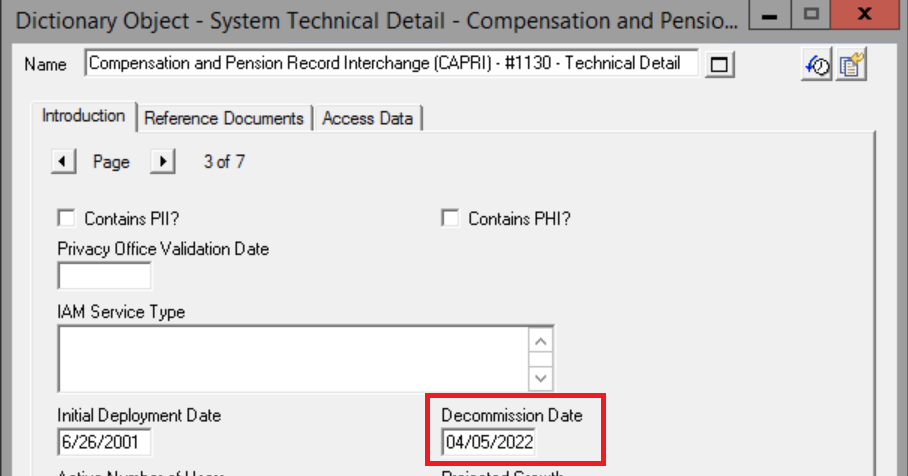 Dictionary Object - System Technical Detail - Compensation and Pensio...
Name Compensation and Pension Record Interchange (CAPRI) - #1130 - Technical Detail
Introduction Reference Documents Access Data
Page 3 of 7
Contains PII? Contains PHI?
Privacy Office Validation Date
IAM Service Type
Initial Deployment Date Decommission Date
6/26/2001 04/05/2022